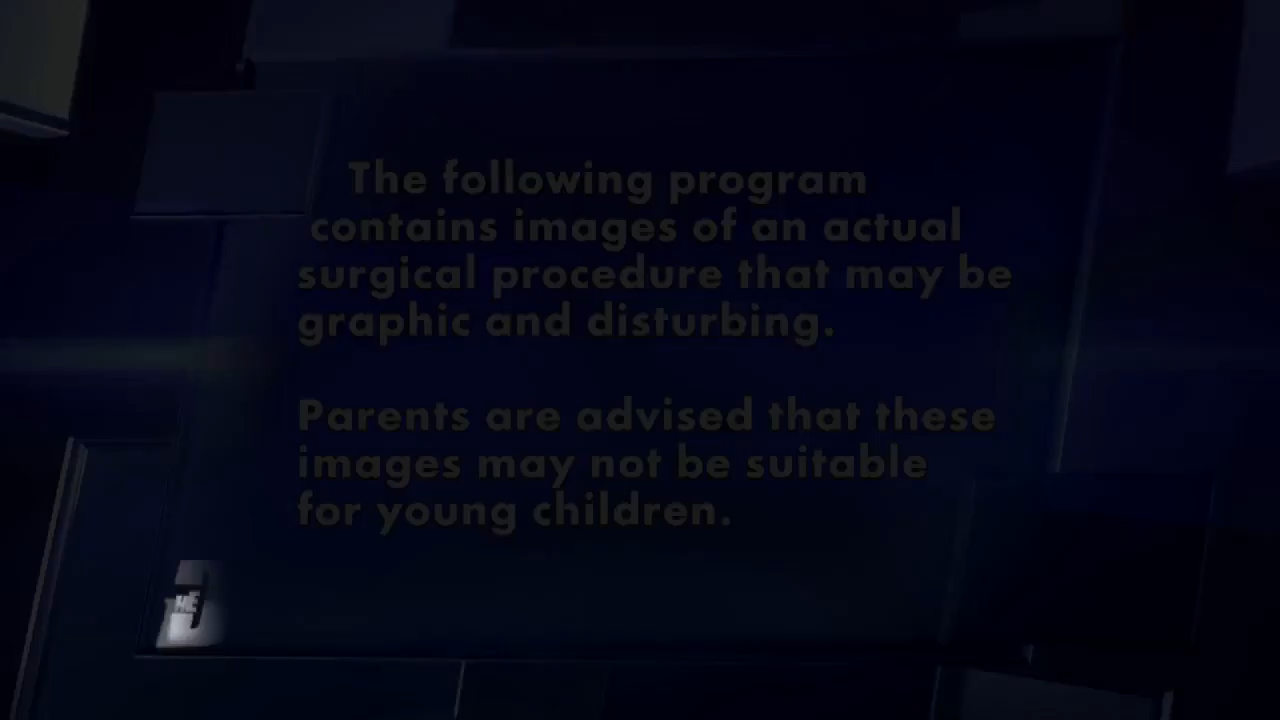 The following program
contains images of an actual
surgical procedure that may be
graphic and disturbing.
Parents are advised that these
images may not be suitable
for young children.